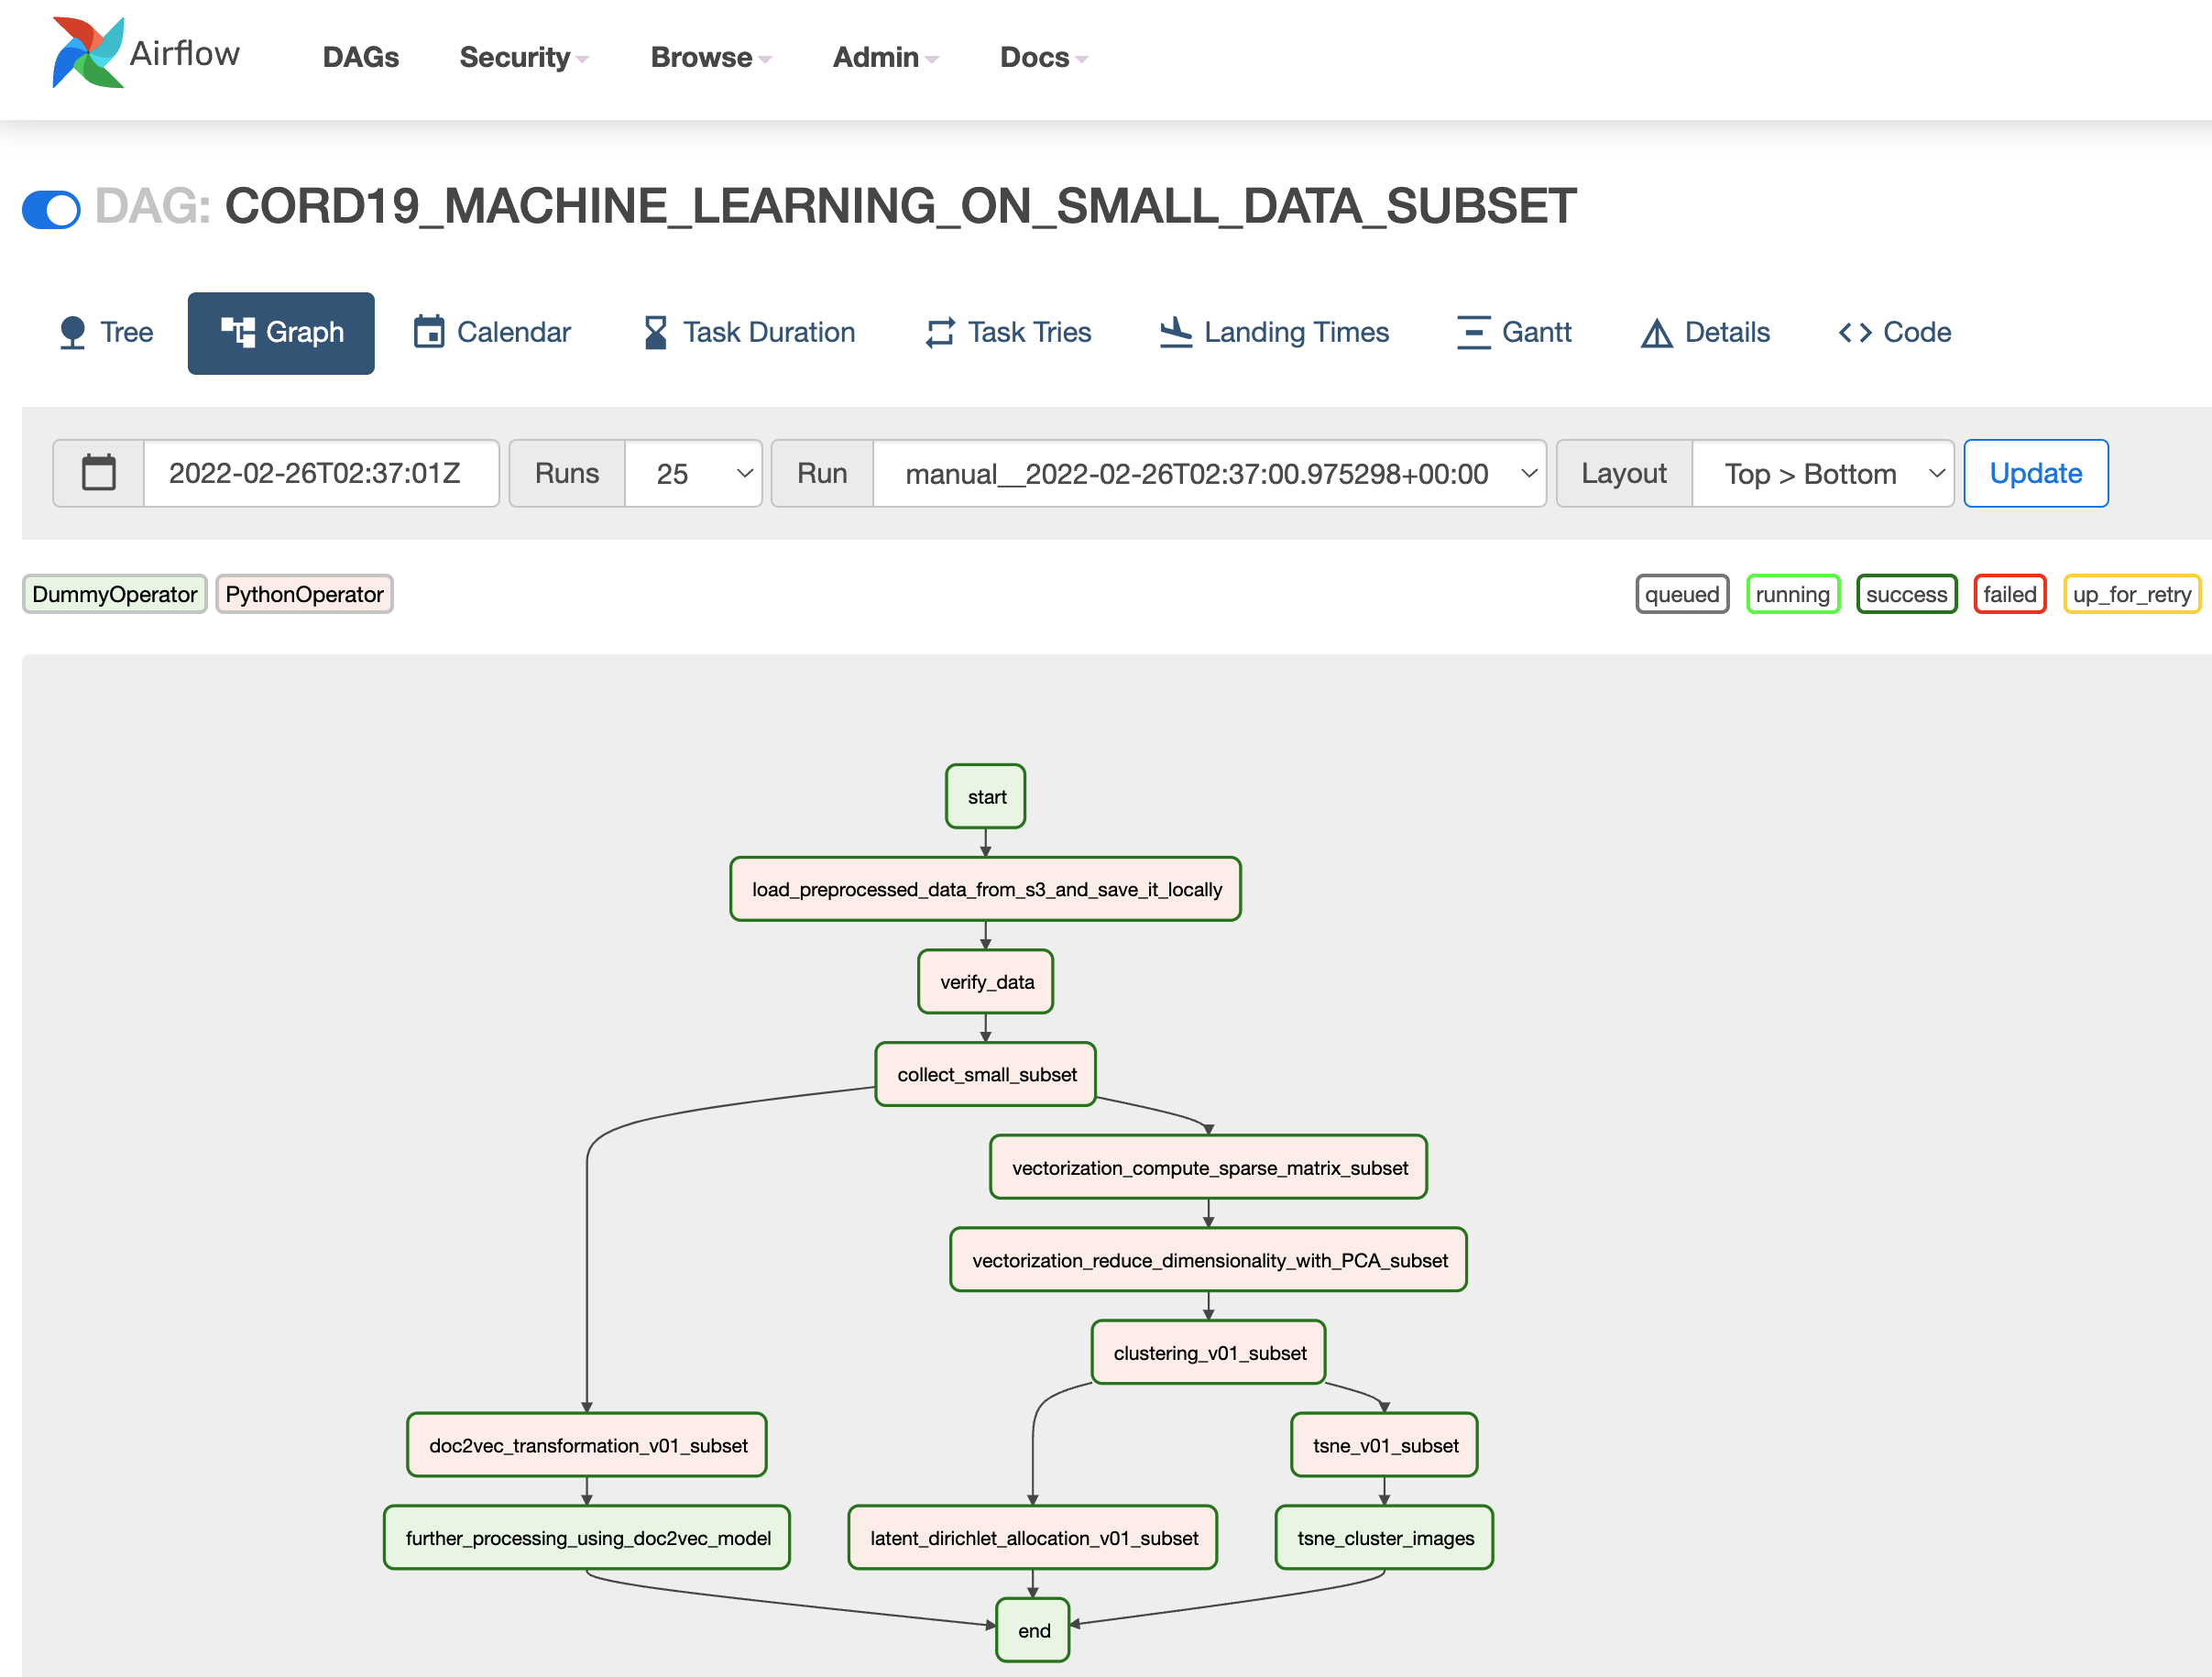 Airflow DAGs Security Browse Admin Docs
DAG: CORD19_MACHINE_LEARNING_ON_SMALL_DATA_SUBSET
Tree Graph Calendar Task Duration Task Tries Landing Times Gantt Details Code
2022-02-26T02:37:01Z Runs 25 Run manual__2022-02-26T02:37:00.975298+00:00 Layout Top > Bottom Update
DummyOperator PythonOperator queued running success failed up_for_retry
start
load_preprocessed_data_from_s3_and_save_it_locally
verify_data
collect_small_subset
vectorization_compute_sparse_matrix_subset
vectorization_reduce_dimensionality_with_PCA_subset
clustering_v01_subset
doc2vec_transformation_v01_subset tsne_v01_subset
further_processing_using_doc2vec_model latent_dirichlet_allocation_v01_subset tsne_cluster_images
end